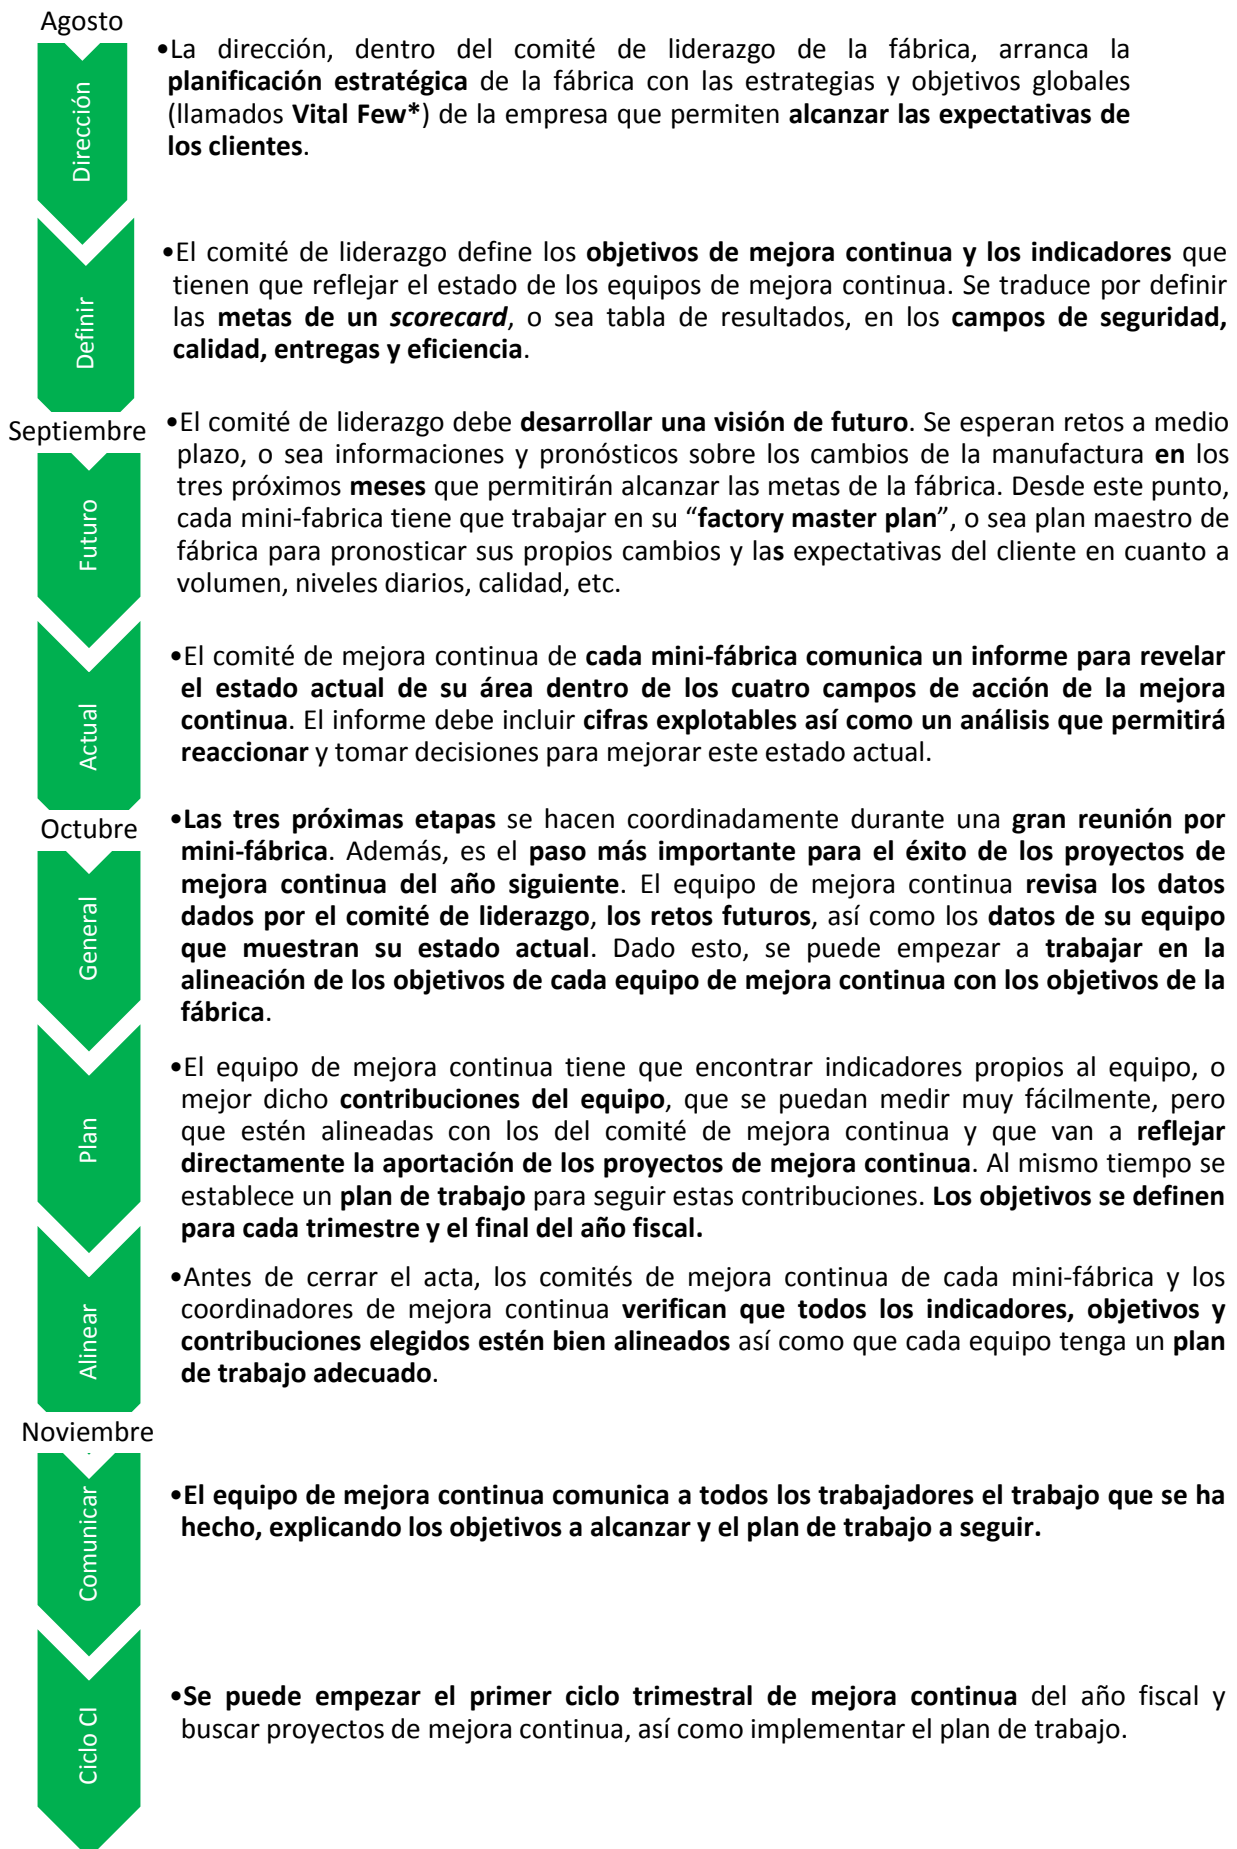 Agosto
Dirección
•La dirección, dentro del comité de liderazgo de la fábrica, arranca la
planificación estratégica de la fábrica con las estrategias y objetivos globales
(llamados Vital Few*) de la empresa que permiten alcanzar las expectativas de
los clientes.
Definir
•El comité de liderazgo define los objetivos de mejora continua y los indicadores que
tienen que reflejar el estado de los equipos de mejora continua. Se traduce por definir
las metas de un scorecard, o sea tabla de resultados, en los campos de seguridad,
calidad, entregas y eficiencia.
Septiembre
Futuro
•El comité de liderazgo debe desarrollar una visión de futuro. Se esperan retos a medio
plazo, o sea informaciones y pronósticos sobre los cambios de la manufactura en los
tres próximos meses que permitirán alcanzar las metas de la fábrica. Desde este punto,
cada mini-fabrica tiene que trabajar en su “factory master plan”, o sea plan maestro de
fábrica para pronosticar sus propios cambios y las expectativas del cliente en cuanto a
volumen, niveles diarios, calidad, etc.
Actual
•El comité de mejora continua de cada mini-fábrica comunica un informe para revelar
el estado actual de su área dentro de los cuatro campos de acción de la mejora
continua. El informe debe incluir cifras explotables así como un análisis que permitirá
reaccionar y tomar decisiones para mejorar este estado actual.
Octubre
General
•Las tres próximas etapas se hacen coordinadamente durante una gran reunión por
mini-fábrica. Además, es el paso más importante para el éxito de los proyectos de
mejora continua del año siguiente. El equipo de mejora continua revisa los datos
dados por el comité de liderazgo, los retos futuros, así como los datos de su equipo
que muestran su estado actual. Dado esto, se puede empezar a trabajar en la
alineación de los objetivos de cada equipo de mejora continua con los objetivos de la
fábrica.
Plan
•El equipo de mejora continua tiene que encontrar indicadores propios al equipo, o
mejor dicho contribuciones del equipo, que se puedan medir muy fácilmente, pero
que estén alineadas con los del comité de mejora continua y que van a reflejar
directamente la aportación de los proyectos de mejora continua. Al mismo tiempo se
establece un plan de trabajo para seguir estas contribuciones. Los objetivos se definen
para cada trimestre y el final del año fiscal.
Alinear
•Antes de cerrar el acta, los comités de mejora continua de cada mini-fábrica y los
coordinadores de mejora continua verifican que todos los indicadores, objetivos y
contribuciones elegidos estén bien alineados así como que cada equipo tenga un plan
de trabajo adecuado.
Noviembre
Comunicar
•El equipo de mejora continua comunica a todos los trabajadores el trabajo que se ha
hecho, explicando los objetivos a alcanzar y el plan de trabajo a seguir.
Ciclo CI
•Se puede empezar el primer ciclo trimestral de mejora continua del año fiscal y
buscar proyectos de mejora continua, así como implementar el plan de trabajo.